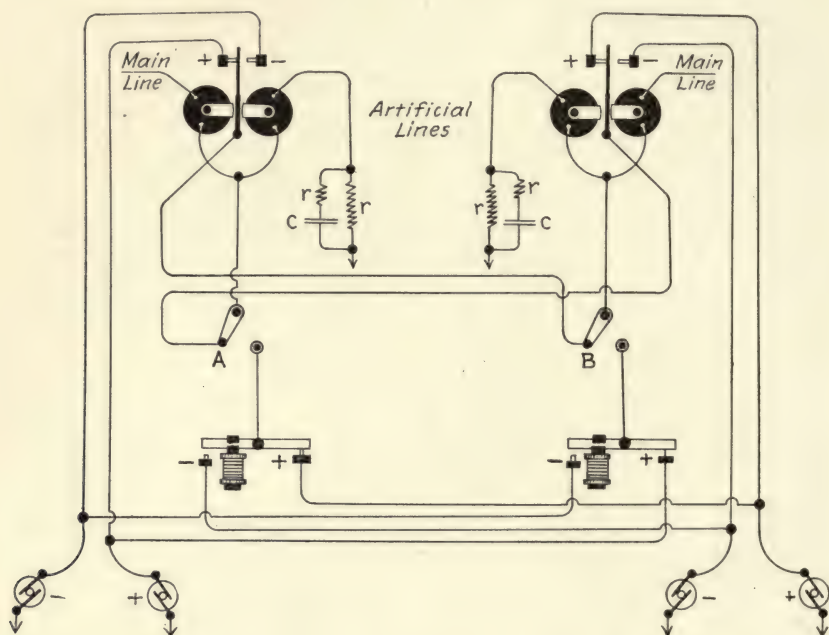 + -
+ -
Main
Line
Main
Line
Artificial
Lines
r
r
C
r
r
C
A
B
- +
- +
- +
- +